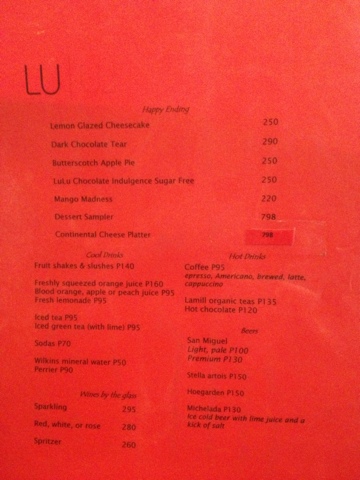 LU
Happy Ending
Lemon Glazed Cheesecake 250
Dark Chocolate Tear 290
Butterscotch Apple Pie 250
LuLu Chocolate Indulgence Sugar Free 250
Mango Madness 220
Dessert Sampler 798
Continental Cheese Platter 798
Cool Drinks
Fruit shakes & slushes P140
Freshly squeezed orange juice P160
Blood orange, apple or peach juice P95
Fresh lemonade P95
Iced tea P95
Iced green tea (with lime) P95
Sodas P70
Wilkins mineral water P50
Perrier P90
Wines by the glass
Sparkling 295
Red, white, or rose 280
Spritzer 260
Hot Drinks
Coffee P95
epresso, Americano, brewed, latte,
cappuccino
Lamill organic teas P135
Hot chocolate P120
Beers
San Miguel
Light, pale P100
Premium P130
Stella artois P150
Hoegarden P150
Michelada P130
Ice cold beer with lime juice and a
kick of salt